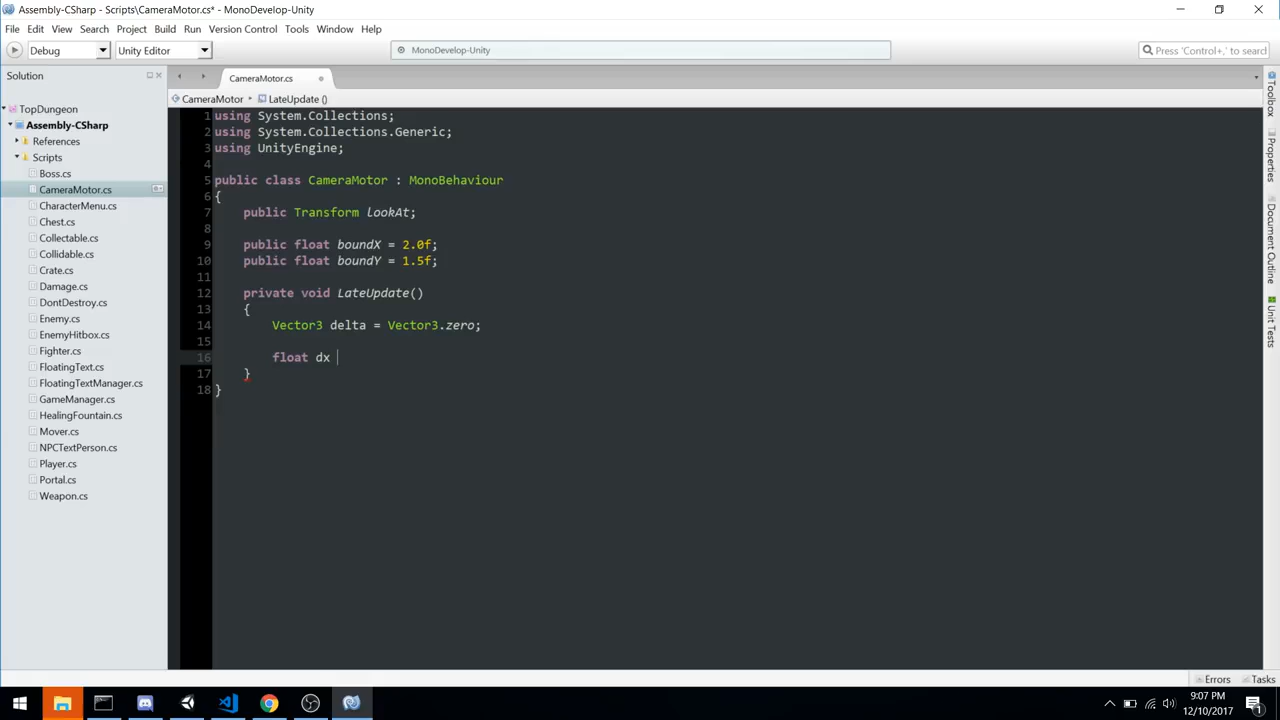 Assembly-CSharp - Scripts\CameraMotor.cs* - MonoDevelop-Unity
File Edit View Search Project Build Run Version Control Tools Window Help
Debug Unity Editor MonoDevelop-Unity Press 'Control+,' to search
Solution
CameraMotor.cs
CameraMotor LateUpdate ()
TopDungeon
Assembly-CSharp
References
Scripts
Boss.cs
CameraMotor.cs
CharacterMenu.cs
Chest.cs
Collectable.cs
Collidable.cs
Crate.cs
Damage.cs
DontDestroy.cs
Enemy.cs
EnemyHitbox.cs
Fighter.cs
FloatingText.cs
FloatingTextManager.cs
GameManager.cs
HealingFountain.cs
Mover.cs
NPCTextPerson.cs
Player.cs
Portal.cs
Weapon.cs
1 using System.Collections;
2 using System.Collections.Generic;
3 using UnityEngine;
4
5 public class CameraMotor : MonoBehaviour
6 {
7 public Transform lookAt;
8
9 public float boundX = 2.0f;
10 public float boundY = 1.5f;
11
12 private void LateUpdate()
13 {
14 Vector3 delta = Vector3.zero;
15
16 float dx
17 }
18 }
Toolbox
Properties
Document Outline
Unit Tests
Errors Tasks
9:07 PM
12/10/2017
1